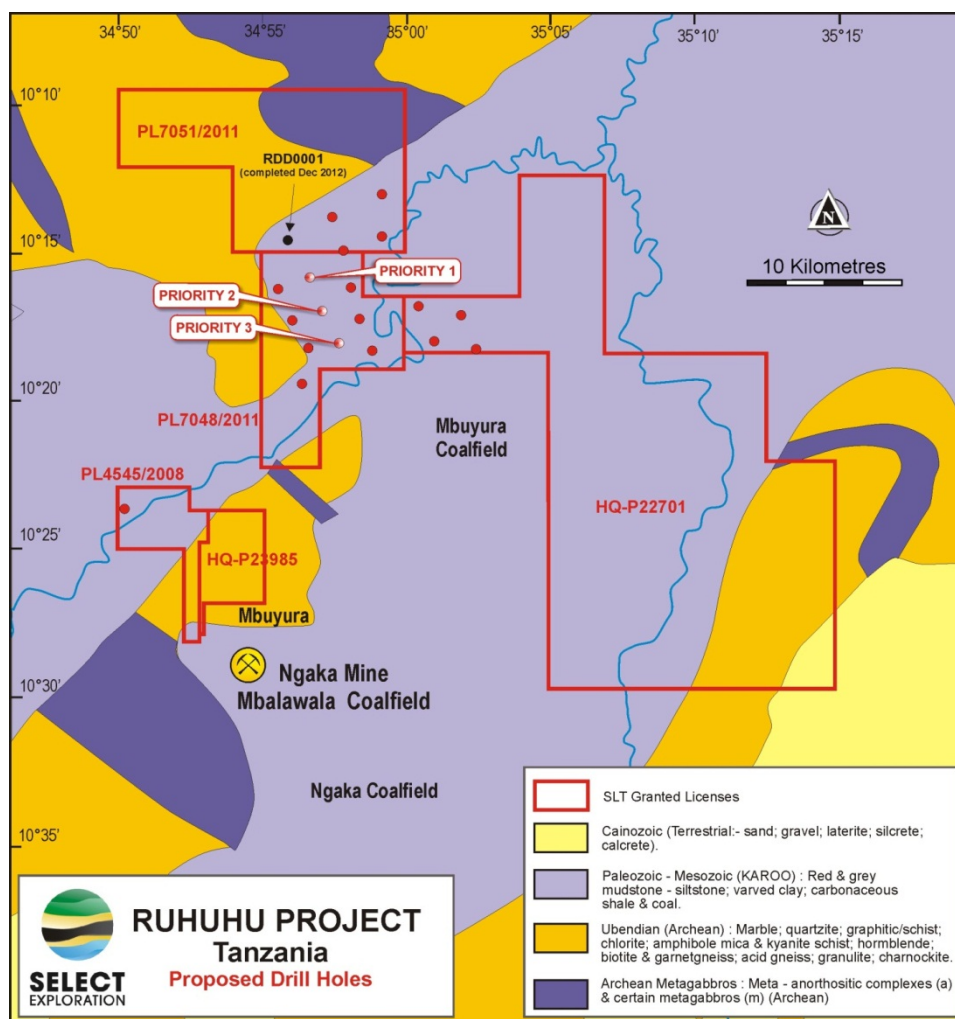 34°50' 34°55' 35°00' 35°05' 35°10' 35°15'
10°10'
PL7051/2011
RDD0001
(completed Dec 2012)
N
10°15'
PRIORITY 1
10 Kilometres
PRIORITY 2
PRIORITY 3
10°20'
PL7048/2011
Mbuyura
Coalfield
PL4545/2008
HQ-P22701
10°25'
HQ-P23985
Mbuyura
Ngaka Mine
Mbalawala Coalfield
10°30'
Ngaka Coalfield
10°35'
SLT Granted Licenses
Cainozoic (Terrestrial:- sand; gravel; laterite; silcrete;
calcrete).
Paleozoic - Mesozoic (KAROO) : Red & grey
mudstone - siltstone; varved clay; carbonaceous
shale & coal.
Ubendian (Archean) : Marble; quartzite; graphitic/schist;
chlorite; amphibole mica & kyanite schist; hormblende;
biotite & garnetgneiss; acid gneiss; granulite; charnockite.
Archean Metagabbros : Meta - anorthositic complexes (a)
& certain metagabbros (m) (Archean)
RUHUHU PROJECT
Tanzania
Proposed Drill Holes
SELECT
EXPLORATION